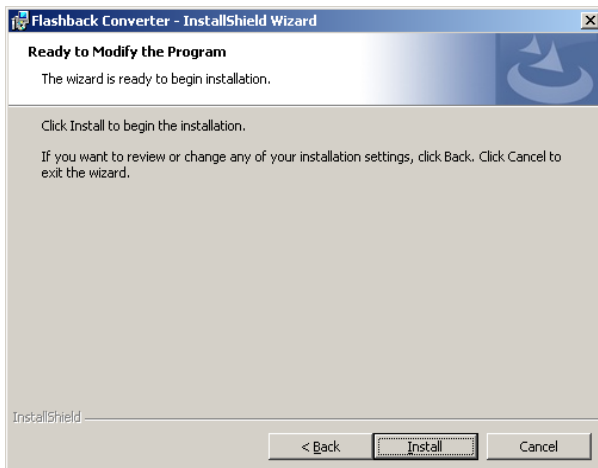 Flashback Converter - InstallShield Wizard
Ready to Modify the Program
The wizard is ready to begin installation.
Click Install to begin the installation.
If you want to review or change any of your installation settings, click Back. Click Cancel to
exit the wizard.
InstallShield
< Back Install Cancel